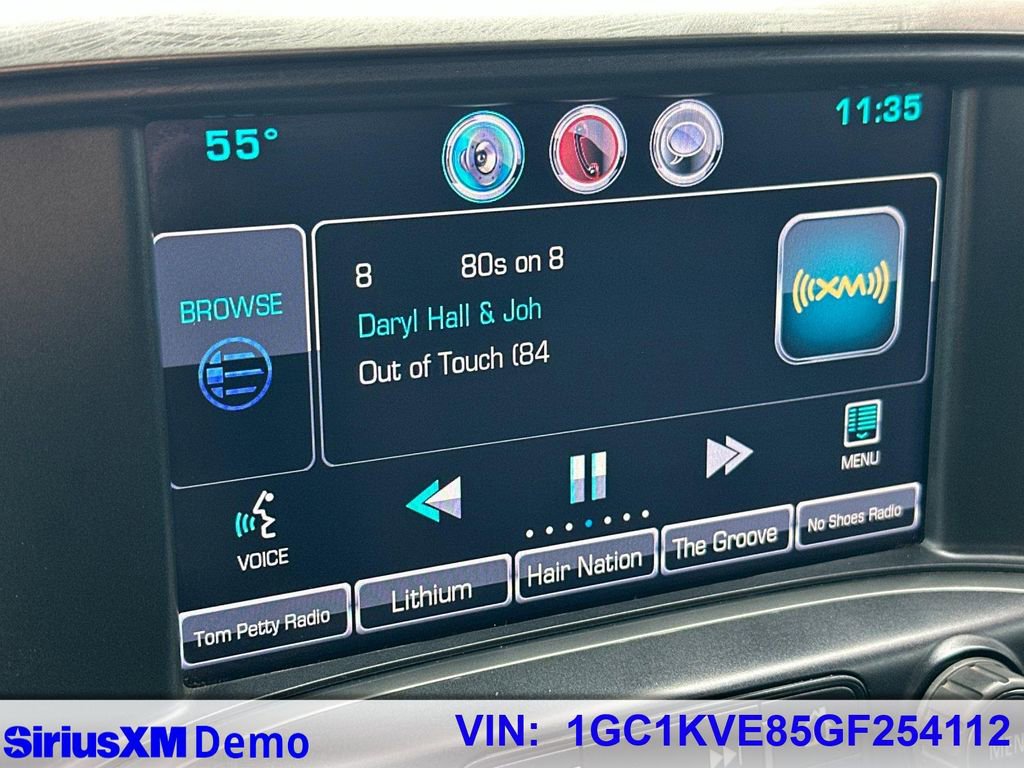 55°
11:35
BROWSE
8 80s on 8
Daryl Hall & Joh
Out of Touch (84
XM
VOICE
MENU
Tom Petty Radio
Lithium
Hair Nation
The Groove
No Shoes Radio
SiriusXM Demo
VIN: 1GC1KVE85GF254112